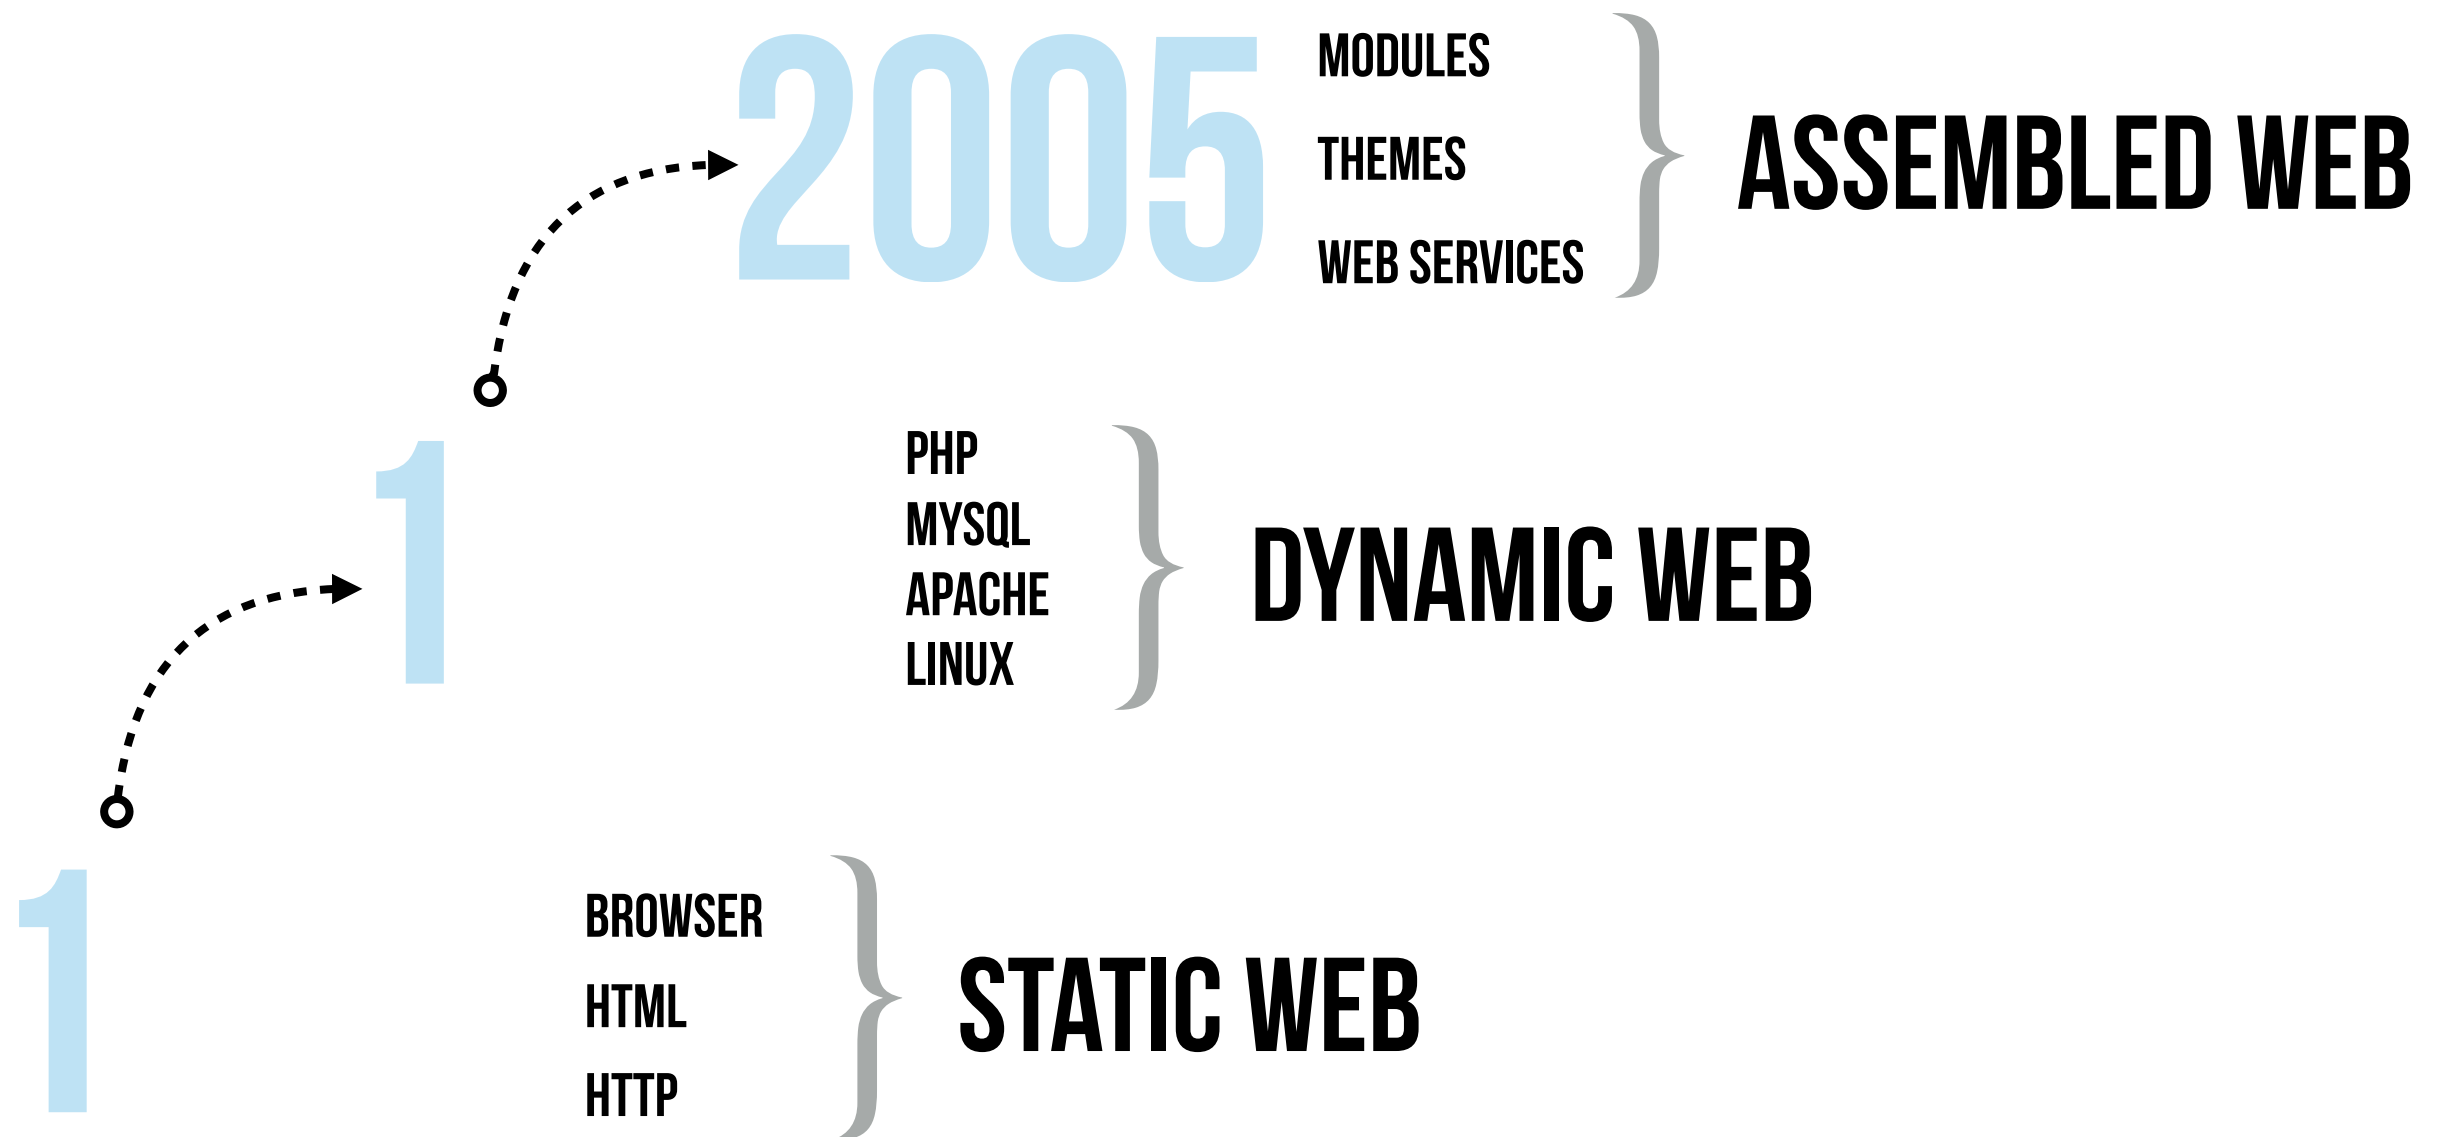 2005
MODULES
THEMES
WEB SERVICES
ASSEMBLED WEB
1
PHP
MYSQL
APACHE
LINUX
DYNAMIC WEB
1
BROWSER
HTML
HTTP
STATIC WEB